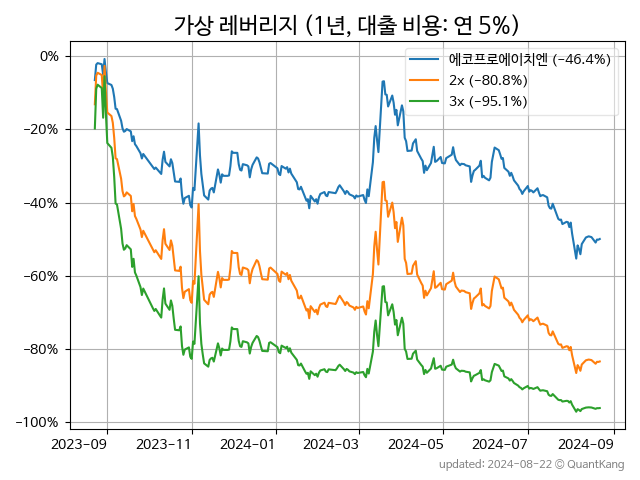 가상 레버리지 (1년, 대출 비용: 연 5%)
에코프로에이치엔 (−46.4%)
2x (−80.8%)
3x (−95.1%)
0%
−20%
−40%
−60%
−80%
−100%
2023−09 2023−11 2024−01 2024−03 2024−05 2024−07 2024−09
updated: 2024-08-22 © QuantKang